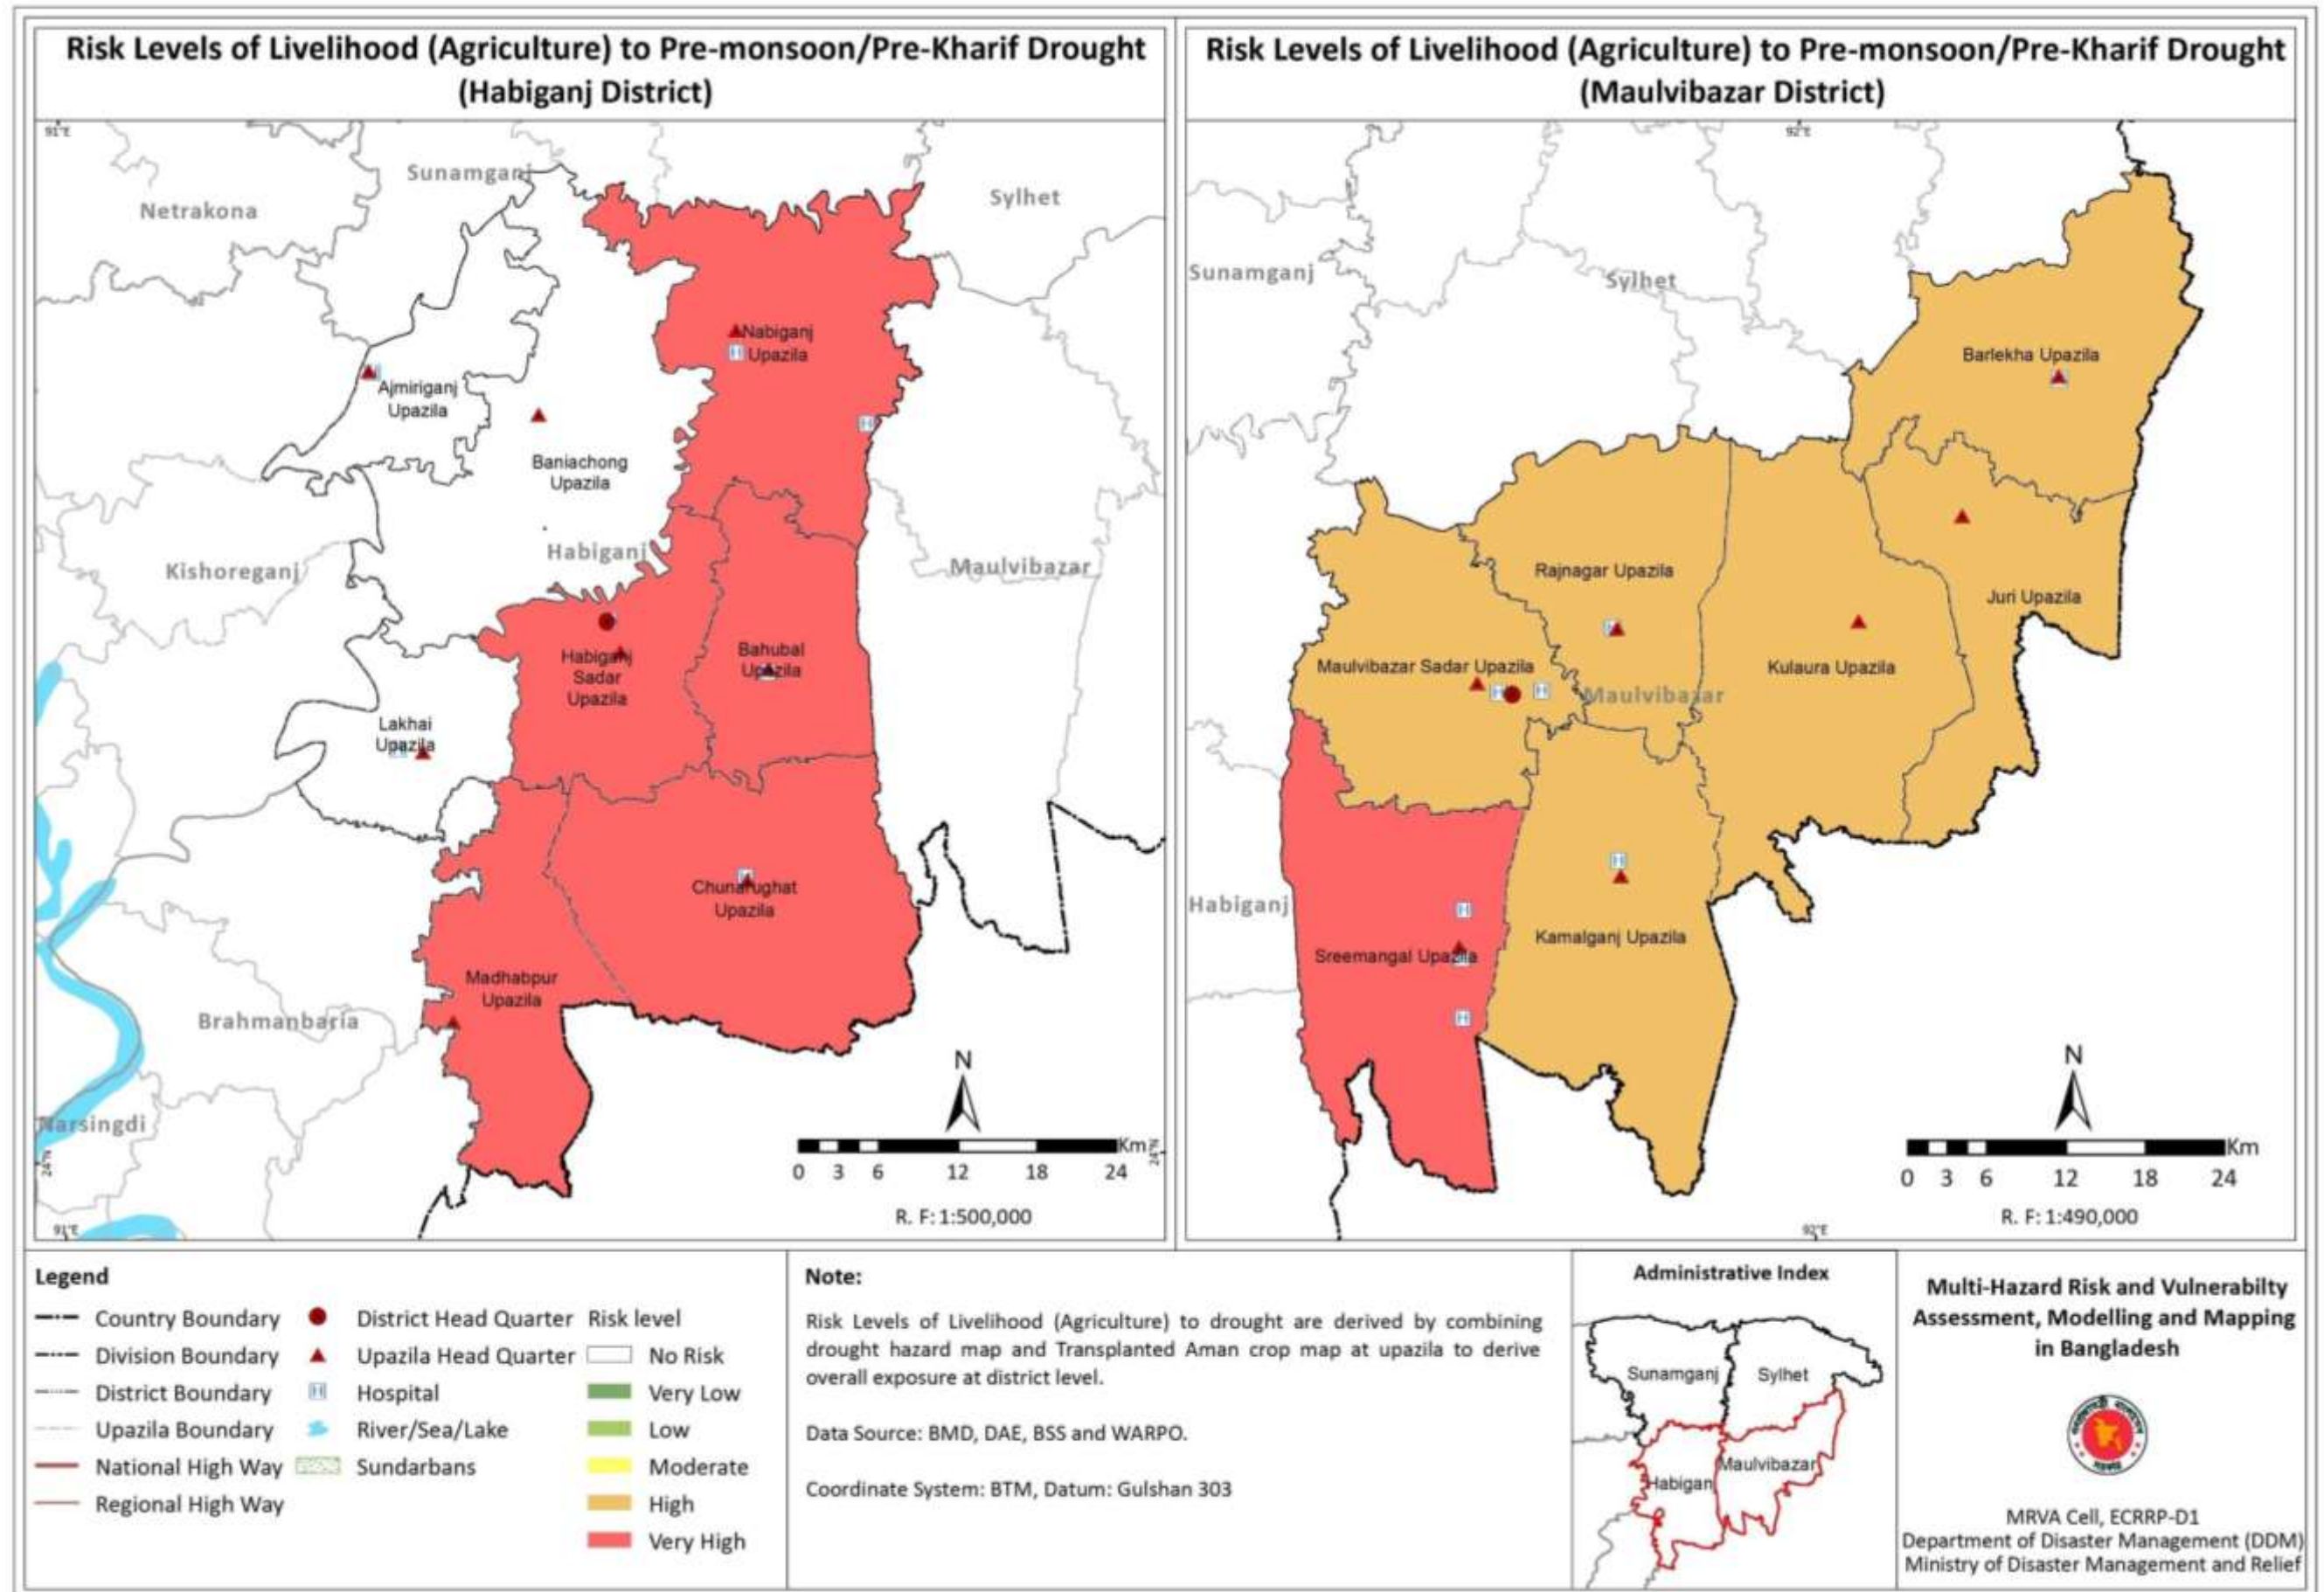 Risk Levels of Livelihood (Agriculture) to Pre-monsoon/Pre-Kharif Drought
(Habiganj District)
91°E
Sunamganj
Netrakona
Sylhet
Nabiganj
Upazila
Ajmiriganj
Upazila
Baniachong
Upazila
Habiganj
Kishoreganj
Maulvibazar
Habiganj
Sadar
Upazila
Bahubal
Upazila
Lakhai
Upazila
Chunarughat
Upazila
Madhabpur
Upazila
Brahmanbaria
Narsingdi
N
Km
0 3 6 12 18 24
24°N
24°N
R. F: 1:500,000
91°E
Risk Levels of Livelihood (Agriculture) to Pre-monsoon/Pre-Kharif Drought
(Maulvibazar District)
92°E
Sunamganj
Sylhet
Barlekha Upazila
Rajnagar Upazila
Juri Upazila
Maulvibazar Sadar Upazila
Kulaura Upazila
Maulvibazar
Habiganj
Kamalganj Upazila
Sreemangal Upazila
N
Km
0 3 6 12 18 24
R. F: 1:490,000
92°E
Legend
Country Boundary
Division Boundary
District Boundary
Upazila Boundary
National High Way
Regional High Way
District Head Quarter
Upazila Head Quarter
H Hospital
River/Sea/Lake
Sundarbans
Risk level
No Risk
Very Low
Low
Moderate
High
Very High
Note:
Risk Levels of Livelihood (Agriculture) to drought are derived by combining
drought hazard map and Transplanted Aman crop map at upazila to derive
overall exposure at district level.
Data Source: BMD, DAE, BSS and WARPO.
Coordinate System: BTM, Datum: Gulshan 303
Administrative Index
Sunamganj
Sylhet
Maulvibazar
Habigan
Multi-Hazard Risk and Vulnerabilty
Assessment, Modelling and Mapping
in Bangladesh
MRVA Cell, ECRRP-D1
Department of Disaster Management (DDM)
Ministry of Disaster Management and Relief